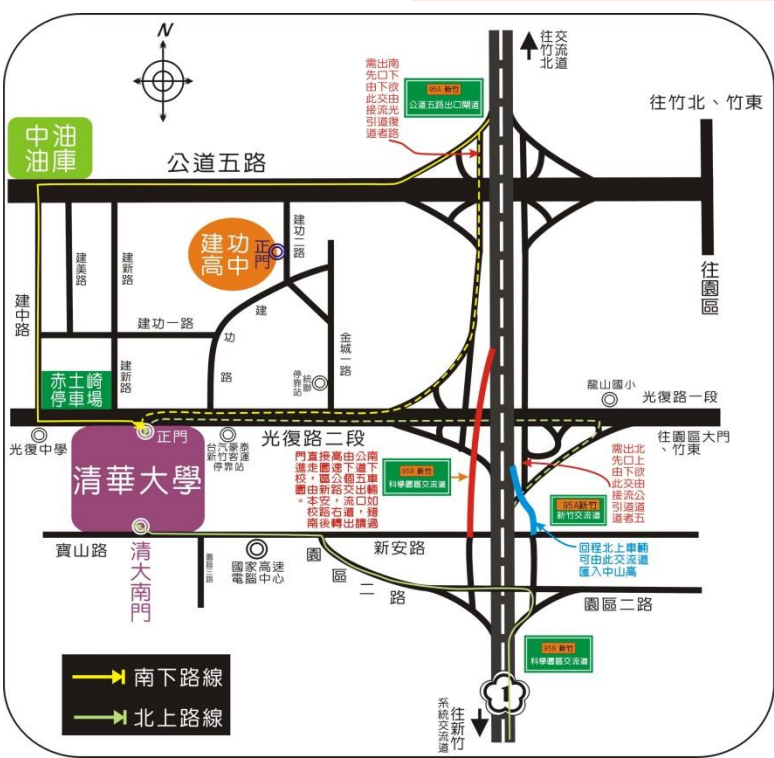 N
往竹北
交流道
中油
油庫
公道五路
95A 新竹
公道五路出口閘道
南下欲由光復路
出口下交流道者
需先由此接引道
往竹北、竹東
往園區
建功
高中
正門
建功二路
建美路
建新路
建中路
建功一路
建功路
金城一路
統聯
停靠站
建新路
赤土崎
停車場
龍山國小
光復路一段
往園區大門
、竹東
光復中學
正門
台汽豪泰
新竹客運
停靠站
光復路二段
清華大學
南下車輛如錯過
公道五出口，請
由下個交流道出
高速公路，右轉
接園區新安路後
直走，由本校南
門進校園。
95B 新竹
科學園區交流道
95A 新竹
新竹交流道
北上欲由公道五
出口下交流道者
需先由此接引道
回程北上車輛
可由此交流道
匯入中山高
寶山路
清大南門
國家高速
電腦中心
園區二路
新安路
園區二路
95B 新竹
科學園區交流道
南下路線
北上路線
1
往新竹
系統交流道